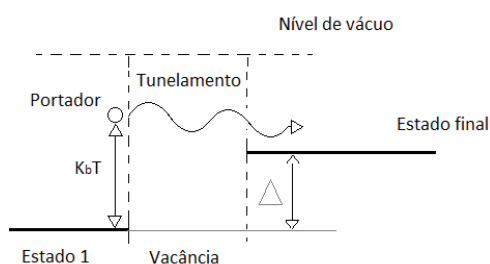 Nível de vácuo
Tunelamento
Portador
Estado final
KbT
Δ
Estado 1
Vacância